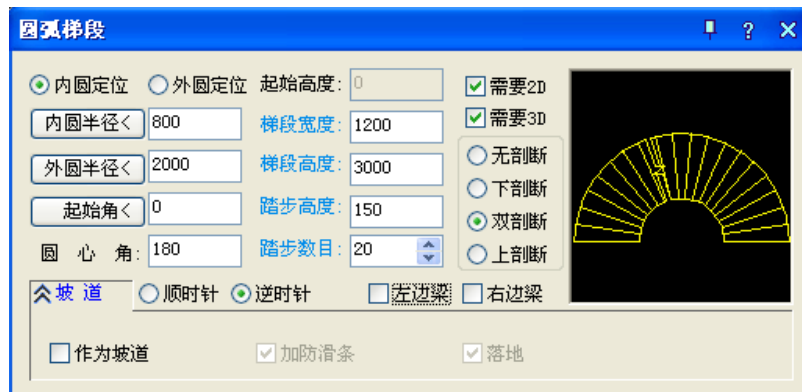 圆弧梯段 ?
内圆定位 外圆定位 起始高度: 0 需要2D
内圆半径< 800 梯段宽度: 1200 需要3D
外圆半径< 2000 梯段高度: 3000 无剖断
起始角< 0 踏步高度: 150 下剖断
双剖断
圆 心 角: 180 踏步数目: 20 上剖断
坡 道 顺时针 逆时针 左边梁 右边梁
作为坡道 加防滑条 落地